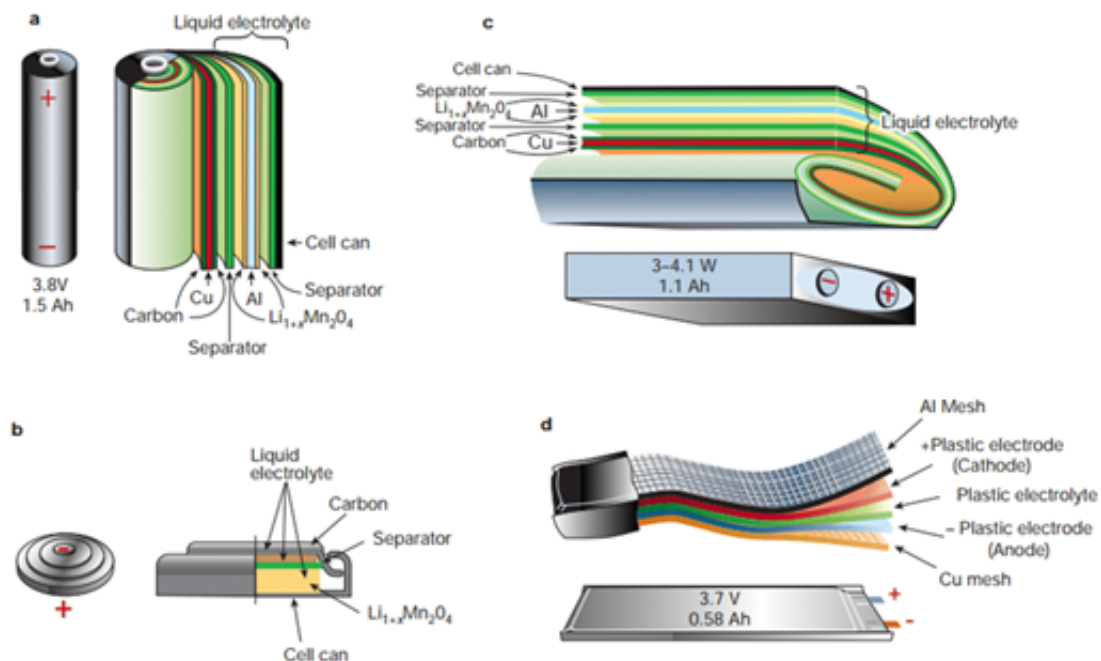 a
Liquid electrolyte
+
−
3.8V
1.5 Ah
Cell can
Separator
Cu
Al
Carbon
Li₁₊ₓMn₂O₄
Separator
b
Liquid
electrolyte
Carbon
Separator
+
Li₁₊ₓMn₂O₄
Cell can
c
Cell can
Separator
Li₁₊ₓMn₂O₄
Al
Separator
Carbon
Cu
Liquid electrolyte
3–4.1 W
1.1 Ah
−
+
d
Al Mesh
+Plastic electrode
(Cathode)
Plastic electrolyte
− Plastic electrode
(Anode)
Cu mesh
3.7 V
0.58 Ah
+
-